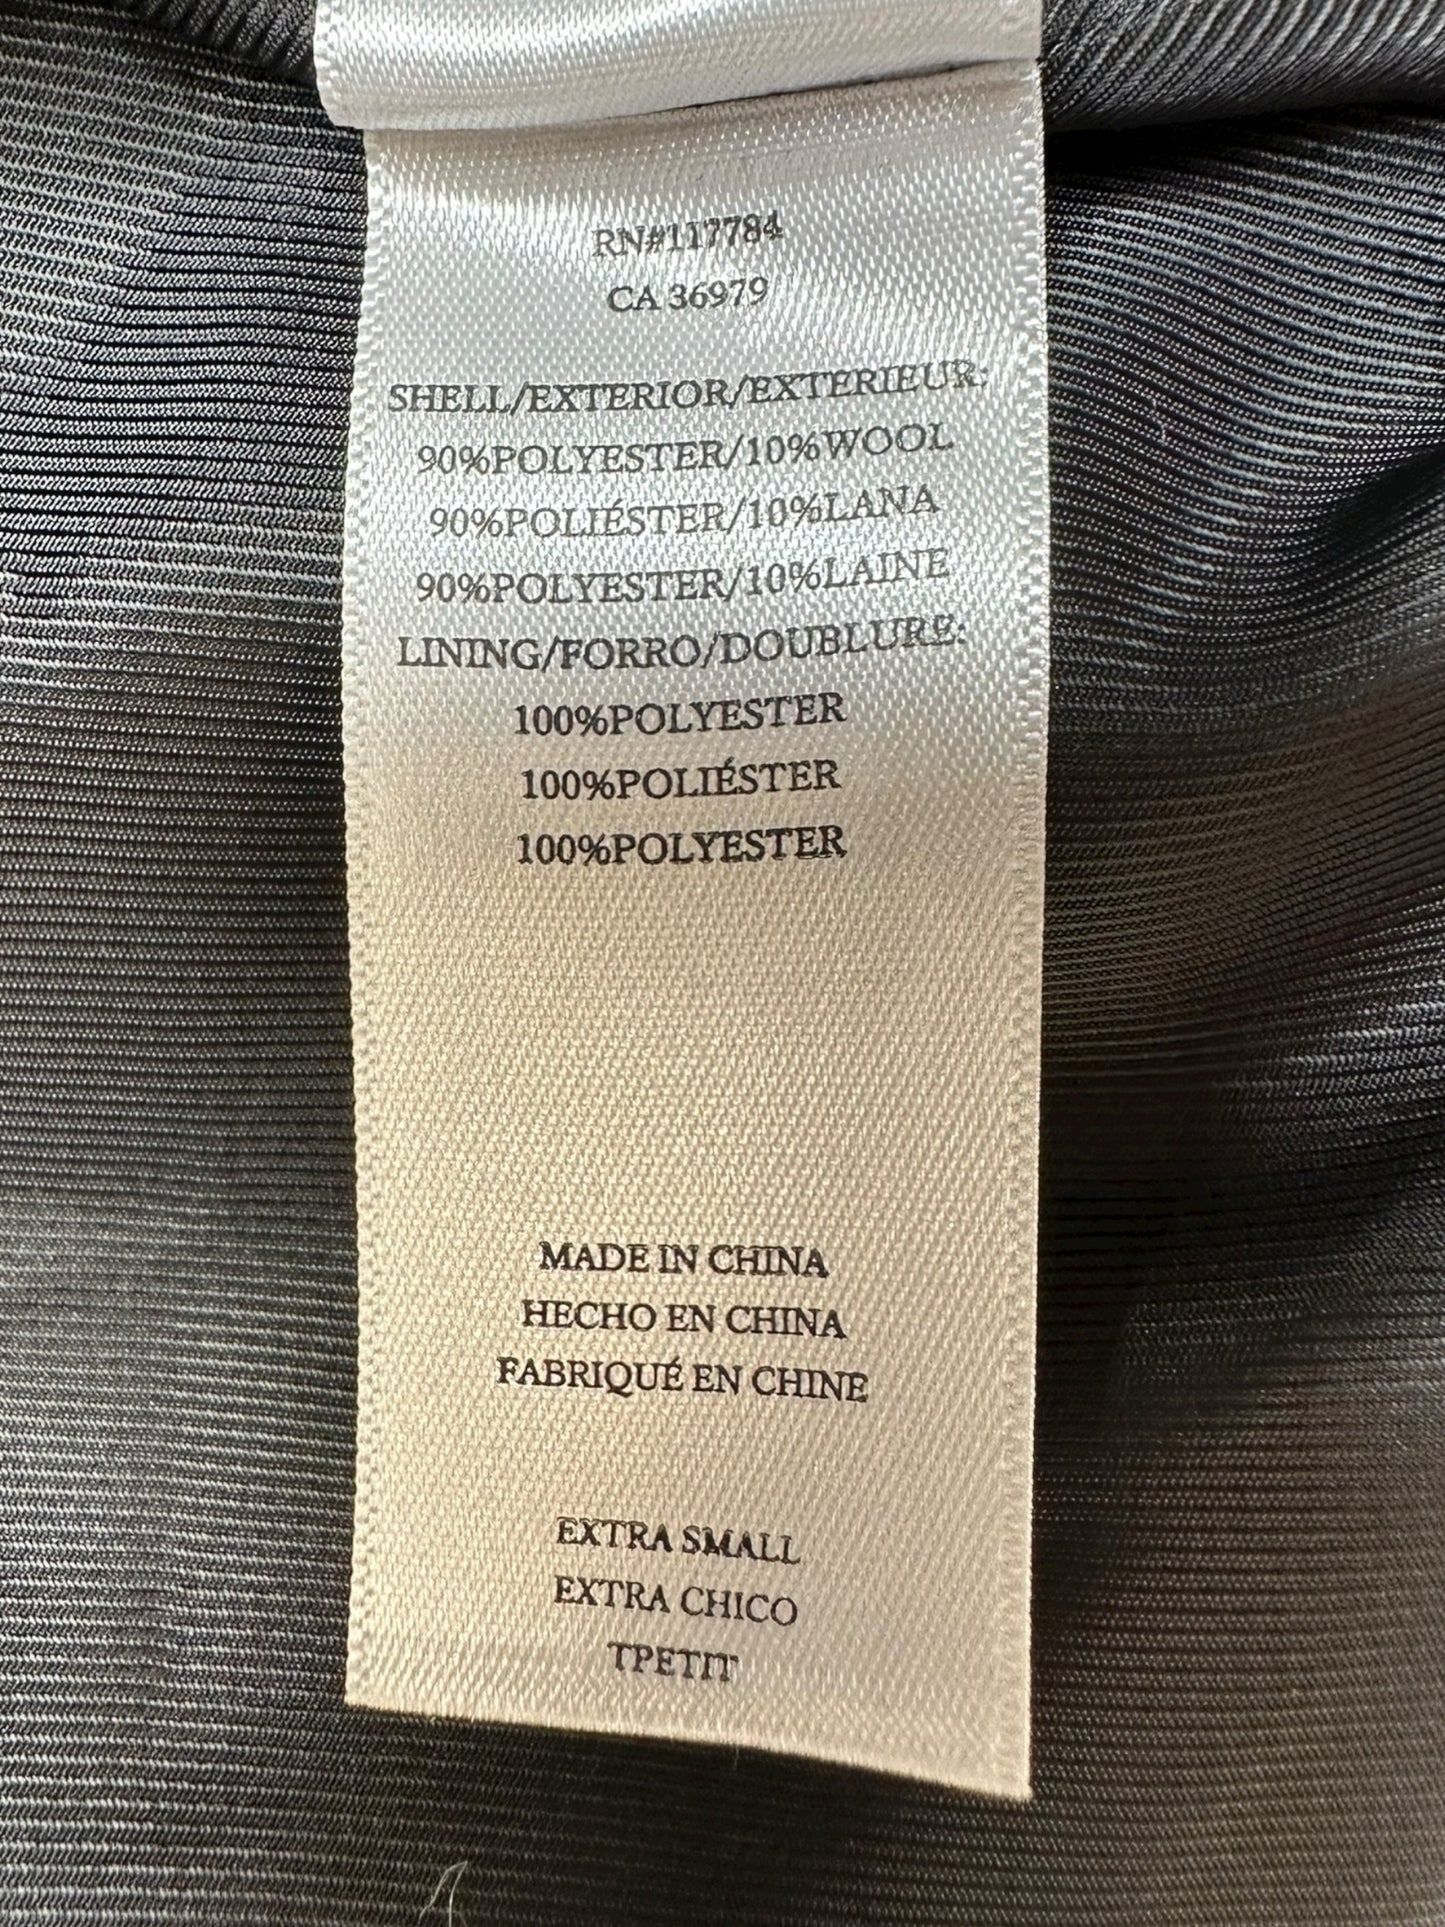 RN#117784
CA 36979
SHELL/EXTERIOR/EXTERIEUR:
90%POLYESTER/10%WOOL
90%POLIÉSTER/10%LANA
90%POLYESTER/10%LAINE
LINING/FORRO/DOUBLURE:
100%POLYESTER
100%POLIÉSTER
100%POLYESTER
MADE IN CHINA
HECHO EN CHINA
FABRIQUÉ EN CHINE
EXTRA SMALL
EXTRA CHICO
TPETIT